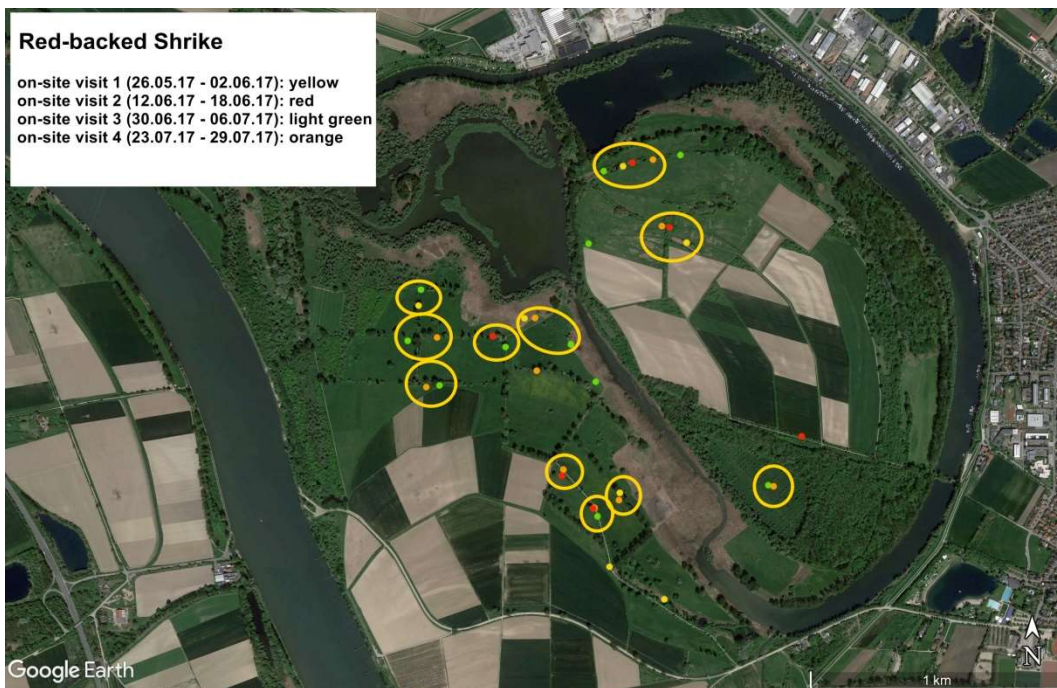 Red-backed Shrike
on-site visit 1 (26.05.17 - 02.06.17): yellow
on-site visit 2 (12.06.17 - 18.06.17): red
on-site visit 3 (30.06.17 - 06.07.17): light green
on-site visit 4 (23.07.17 - 29.07.17): orange
N
Google Earth
1 km